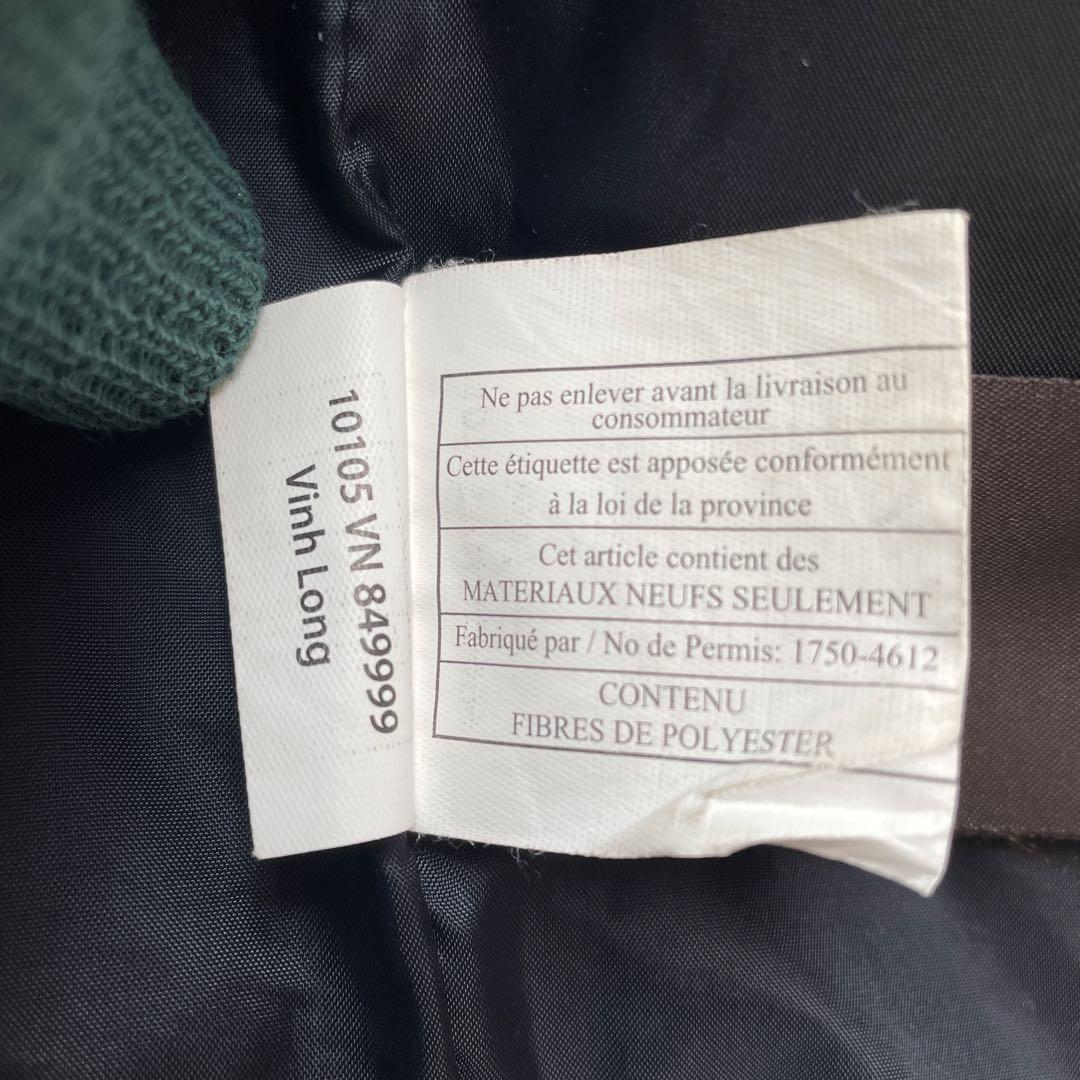 10105 VN 849999
Vinh Long
Ne pas enlever avant la livraison au
consommateur
Cette étiquette est apposée conformément
à la loi de la province
Cet article contient des
MATERIAUX NEUFS SEULEMENT
Fabriqué par / No de Permis: 1750-4612
CONTENU
FIBRES DE POLYESTER